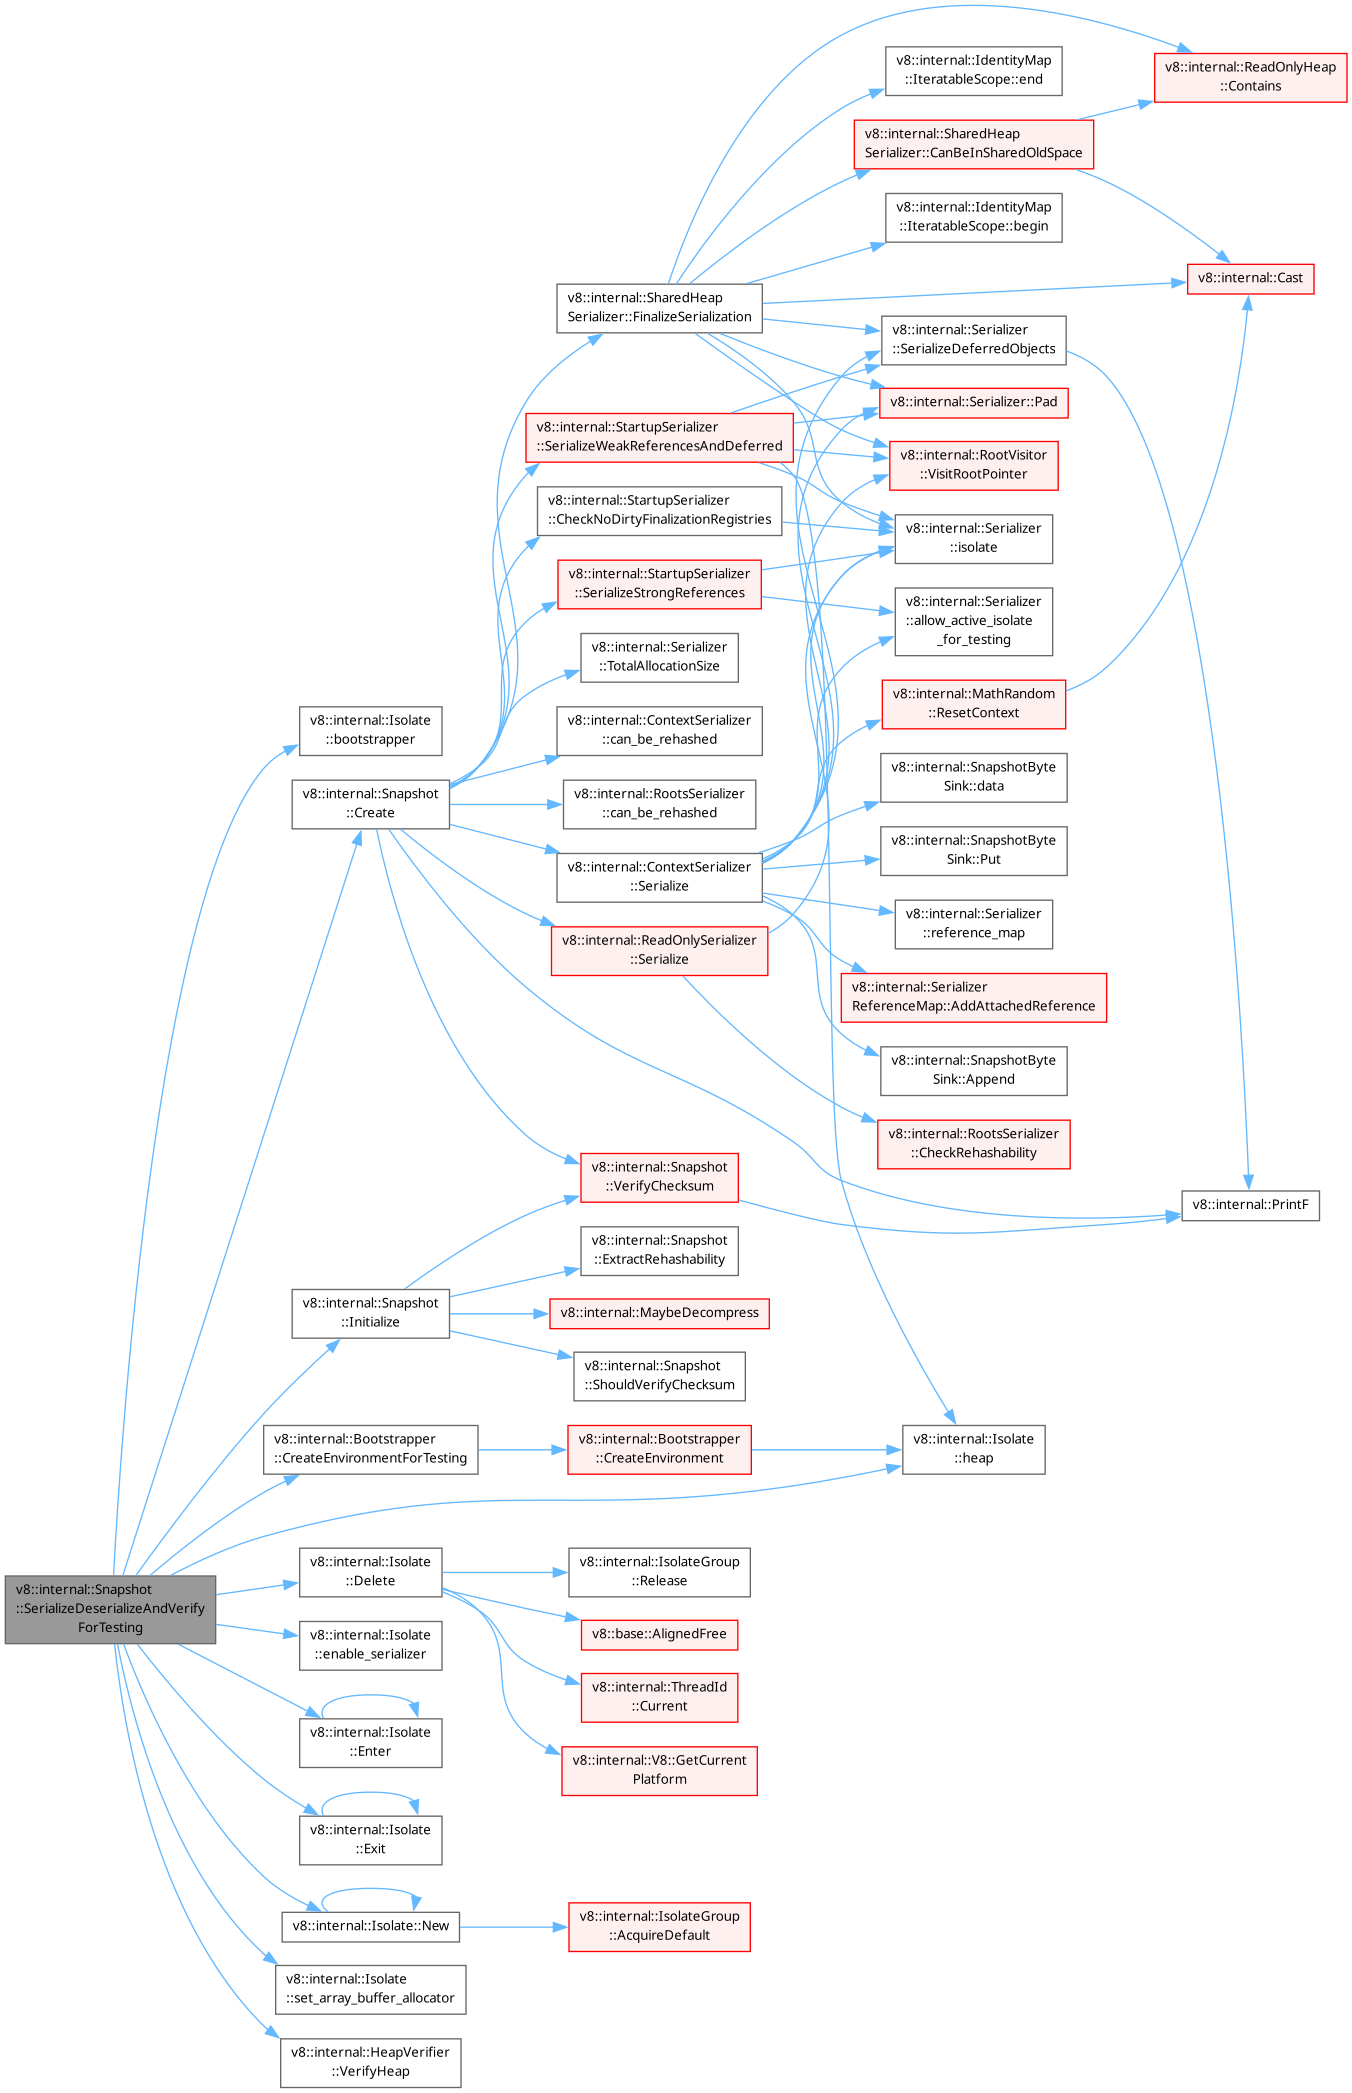 v8::internal::IdentityMap
::IteratableScope::end
v8::internal::ReadOnlyHeap
::Contains
v8::internal::SharedHeap
Serializer::CanBeInSharedOldSpace
v8::internal::IdentityMap
::IteratableScope::begin
v8::internal::Cast
v8::internal::SharedHeap
Serializer::FinalizeSerialization
v8::internal::Serializer
::SerializeDeferredObjects
v8::internal::Serializer::Pad
v8::internal::StartupSerializer
::SerializeWeakReferencesAndDeferred
v8::internal::RootVisitor
::VisitRootPointer
v8::internal::StartupSerializer
::CheckNoDirtyFinalizationRegistries
v8::internal::Serializer
::isolate
v8::internal::StartupSerializer
::SerializeStrongReferences
v8::internal::Serializer
::allow_active_isolate
_for_testing
v8::internal::Serializer
::TotalAllocationSize
v8::internal::MathRandom
::ResetContext
v8::internal::Isolate
::bootstrapper
v8::internal::ContextSerializer
::can_be_rehashed
v8::internal::SnapshotByte
Sink::data
v8::internal::Snapshot
::Create
v8::internal::RootsSerializer
::can_be_rehashed
v8::internal::SnapshotByte
Sink::Put
v8::internal::ContextSerializer
::Serialize
v8::internal::Serializer
::reference_map
v8::internal::ReadOnlySerializer
::Serialize
v8::internal::Serializer
ReferenceMap::AddAttachedReference
v8::internal::SnapshotByte
Sink::Append
v8::internal::RootsSerializer
::CheckRehashability
v8::internal::Snapshot
::VerifyChecksum
v8::internal::PrintF
v8::internal::Snapshot
::ExtractRehashability
v8::internal::Snapshot
::Initialize
v8::internal::MaybeDecompress
v8::internal::Snapshot
::ShouldVerifyChecksum
v8::internal::Bootstrapper
::CreateEnvironmentForTesting
v8::internal::Bootstrapper
::CreateEnvironment
v8::internal::Isolate
::heap
v8::internal::Snapshot
::SerializeDeserializeAndVerify
ForTesting
v8::internal::Isolate
::Delete
v8::internal::IsolateGroup
::Release
v8::internal::Isolate
::enable_serializer
v8::base::AlignedFree
v8::internal::ThreadId
::Current
v8::internal::Isolate
::Enter
v8::internal::V8::GetCurrent
Platform
v8::internal::Isolate
::Exit
v8::internal::Isolate::New
v8::internal::IsolateGroup
::AcquireDefault
v8::internal::Isolate
::set_array_buffer_allocator
v8::internal::HeapVerifier
::VerifyHeap